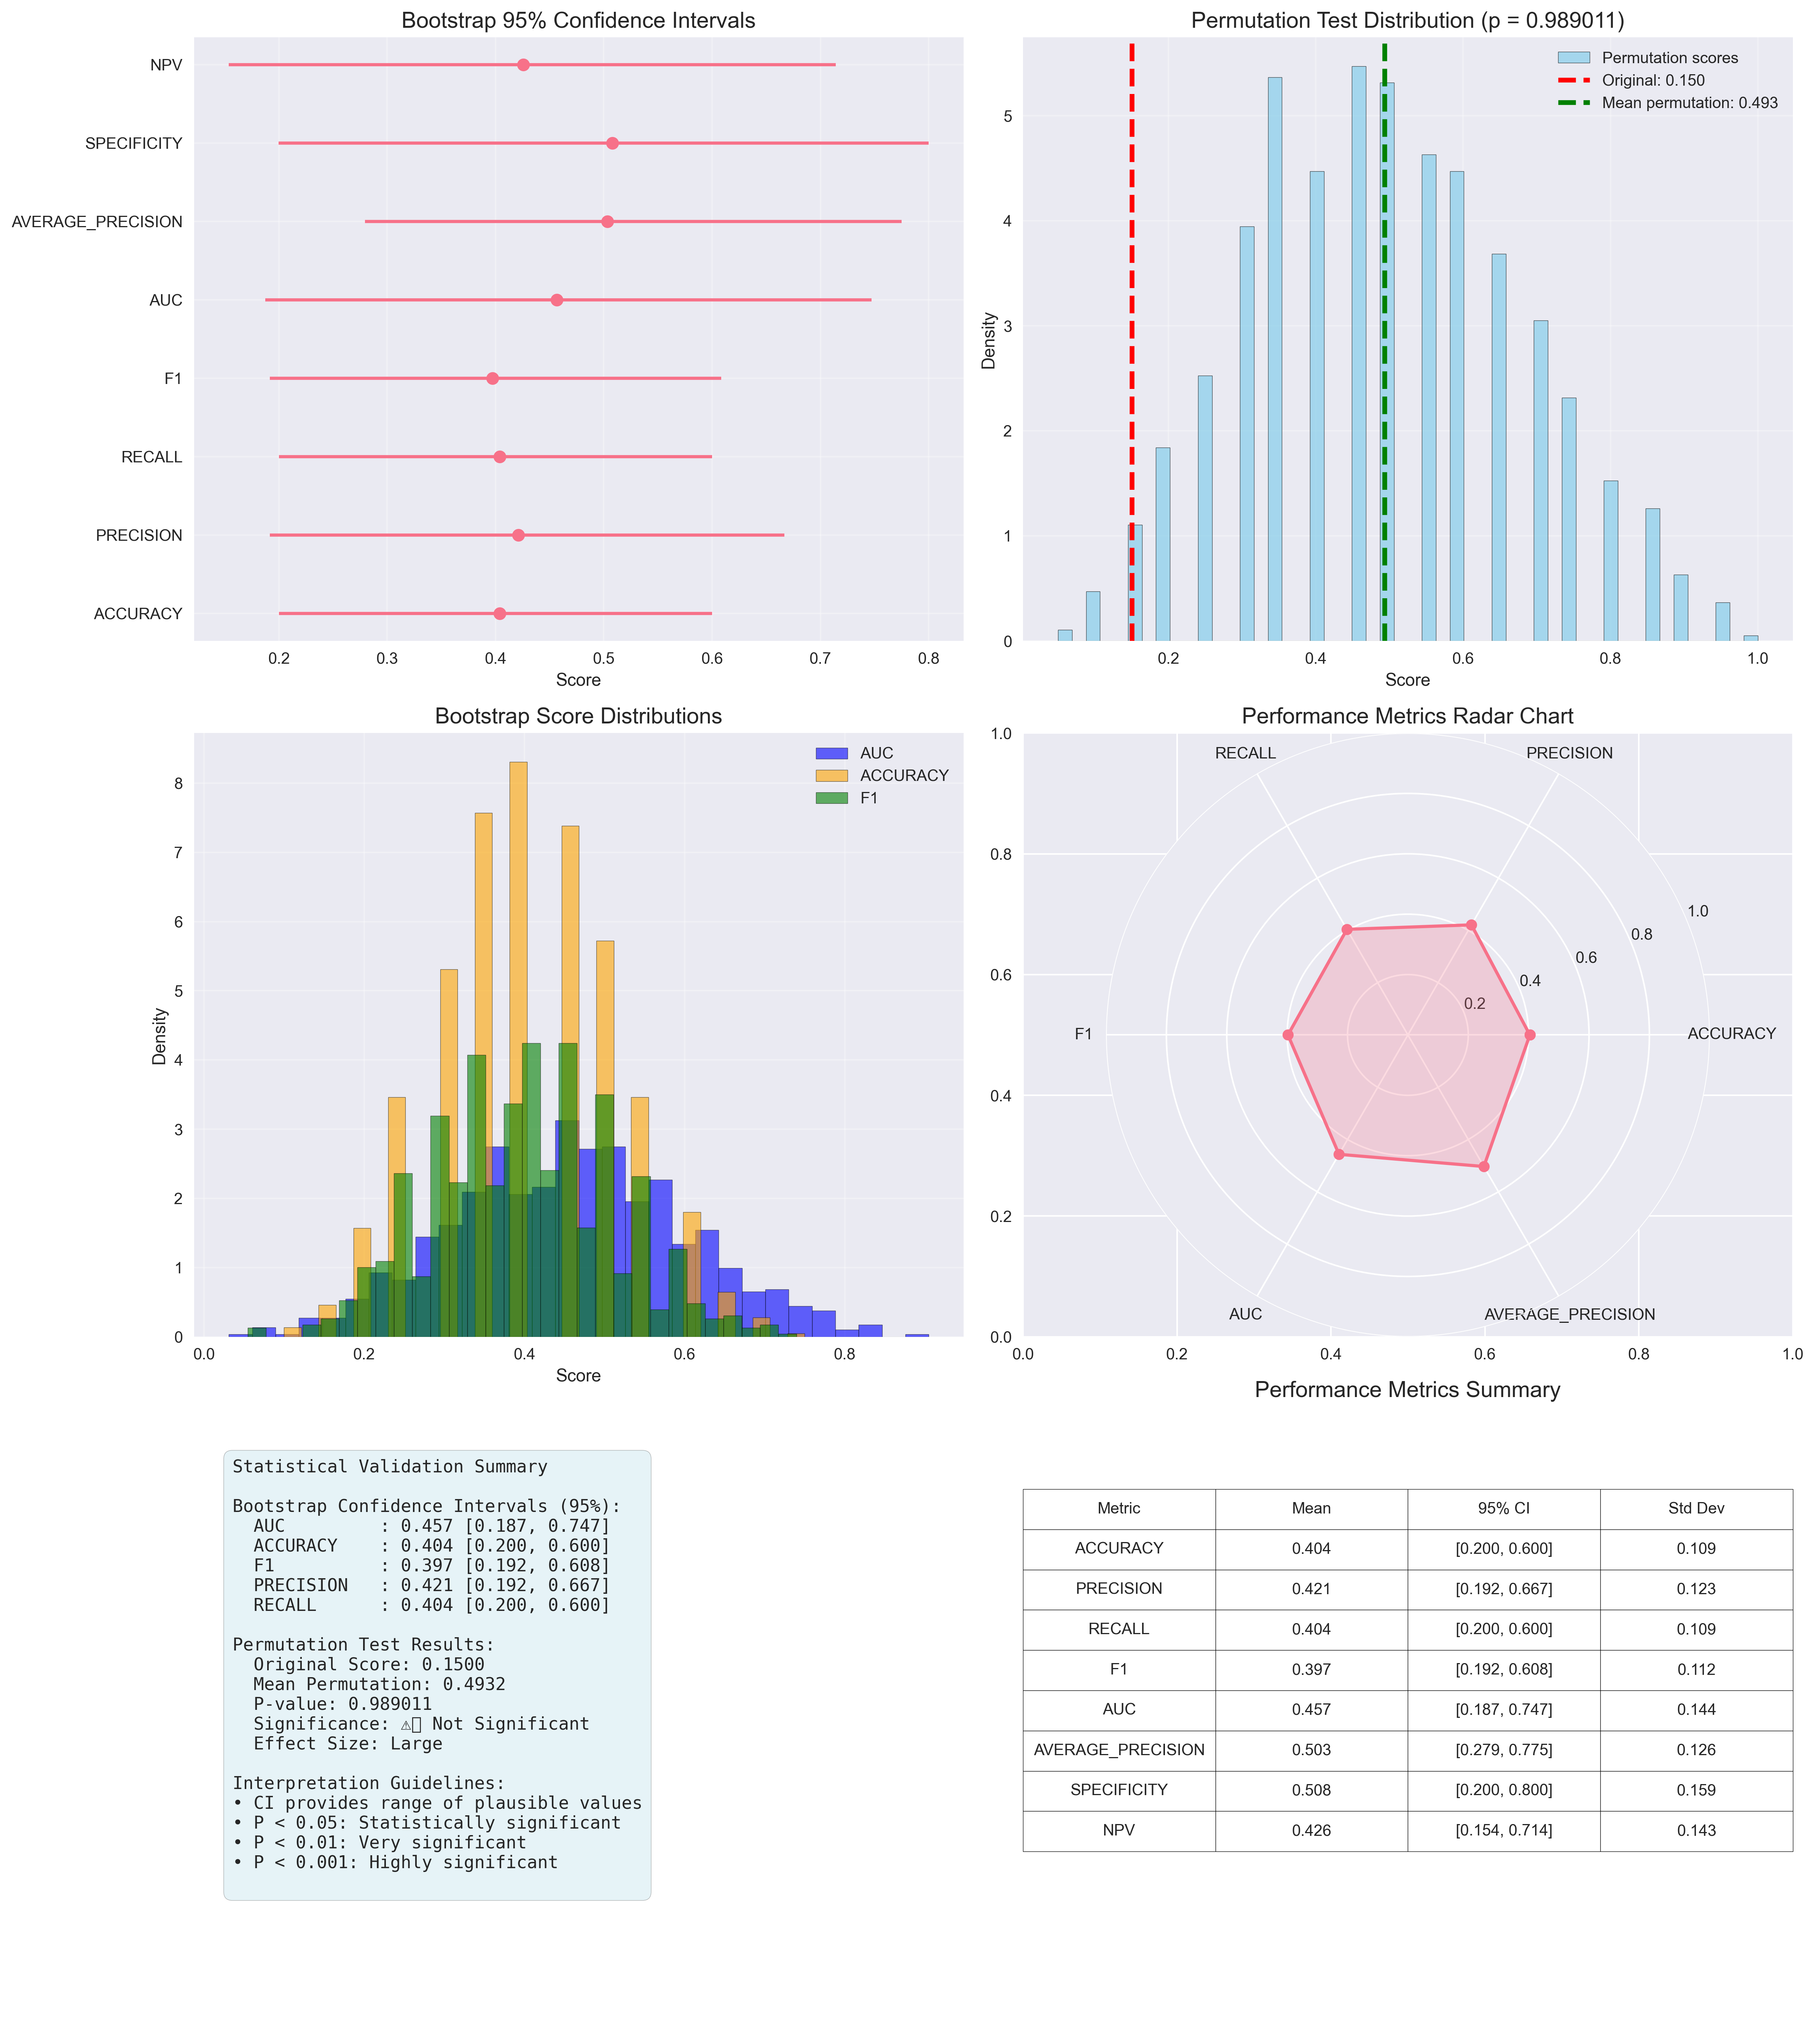 Bootstrap 95% Confidence Intervals
NPV
SPECIFICITY
AVERAGE_PRECISION
AUC
F1
RECALL
PRECISION
ACCURACY
0.2 0.3 0.4 0.5 0.6 0.7 0.8
Score
Permutation Test Distribution (p = 0.989011)
Permutation scores
Original: 0.150
Mean permutation: 0.493
Density
5
4
3
2
1
0
0.2 0.4 0.6 0.8 1.0
Score
Bootstrap Score Distributions
AUC
ACCURACY
F1
Density
8
7
6
5
4
3
2
1
0
0.0 0.2 0.4 0.6 0.8
Score
Performance Metrics Radar Chart
1.0
0.8
0.6
0.4
0.2
0.0
RECALL
PRECISION
1.0
0.8
0.6
0.4
0.2
F1
ACCURACY
AUC
AVERAGE_PRECISION
0.0 0.2 0.4 0.6 0.8 1.0
Statistical Validation Summary
Bootstrap Confidence Intervals (95%):
AUC : 0.457 [0.187, 0.747]
ACCURACY : 0.404 [0.200, 0.600]
F1 : 0.397 [0.192, 0.608]
PRECISION : 0.421 [0.192, 0.667]
RECALL : 0.404 [0.200, 0.600]
Permutation Test Results:
Original Score: 0.1500
Mean Permutation: 0.4932
P-value: 0.989011
Significance: ⚠▯ Not Significant
Effect Size: Large
Interpretation Guidelines:
• CI provides range of plausible values
• P < 0.05: Statistically significant
• P < 0.01: Very significant
• P < 0.001: Highly significant
Performance Metrics Summary
Metric Mean 95% CI Std Dev
ACCURACY 0.404 [0.200, 0.600] 0.109
PRECISION 0.421 [0.192, 0.667] 0.123
RECALL 0.404 [0.200, 0.600] 0.109
F1 0.397 [0.192, 0.608] 0.112
AUC 0.457 [0.187, 0.747] 0.144
AVERAGE_PRECISION 0.503 [0.279, 0.775] 0.126
SPECIFICITY 0.508 [0.200, 0.800] 0.159
NPV 0.426 [0.154, 0.714] 0.143